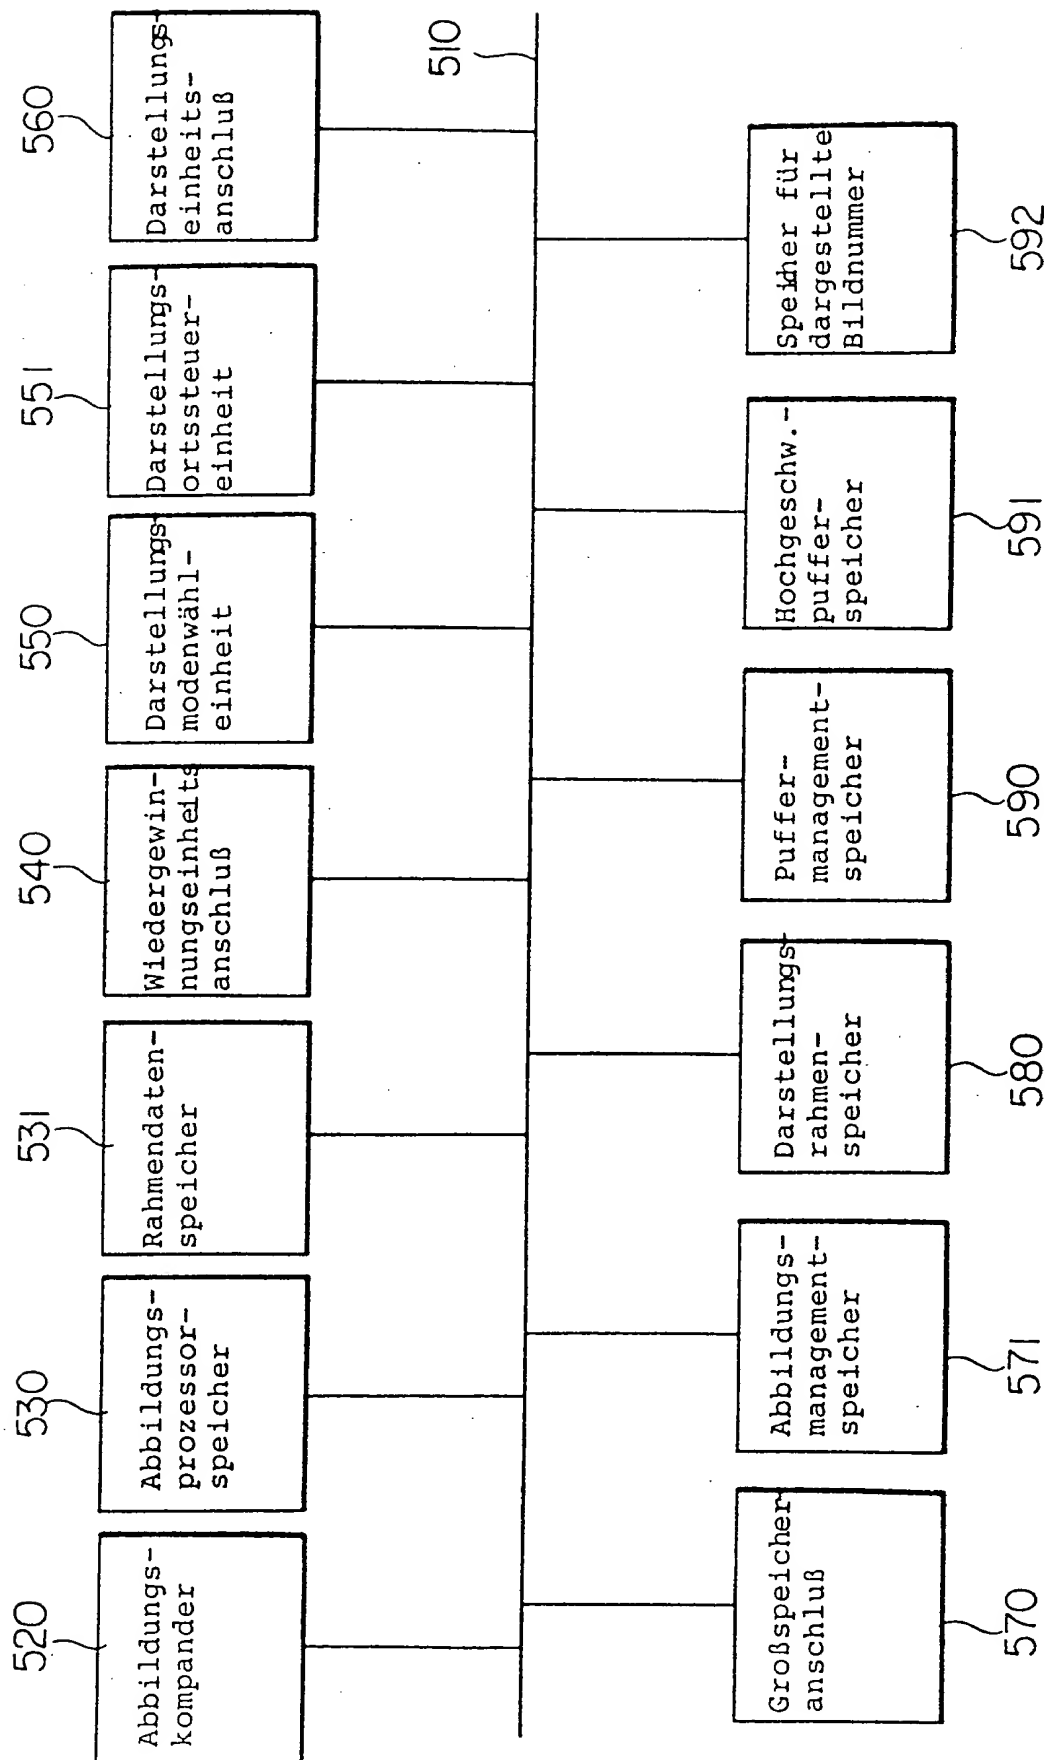 520
Abbildungs-
kompander
530
Abbildungs-
prozessor-
speicher
531
Rahmendaten-
speicher
540
Wiedergewin-
nungseinheits
anschluß
550
Darstellungs-
modenwähl-
einheit
551
Darstellungs-
ortssteuer-
einheit
560
Darstellungs-
einheits-
anschluß
510
570
Großspeicher-
anschluß
571
Abbildungs-
management-
speicher
580
Darstellungs-
rahmen-
speicher
590
Puffer-
management-
speicher
591
Hochgeschw.-
puffer-
speicher
592
Speicher für
dargestellte
Bildnummer